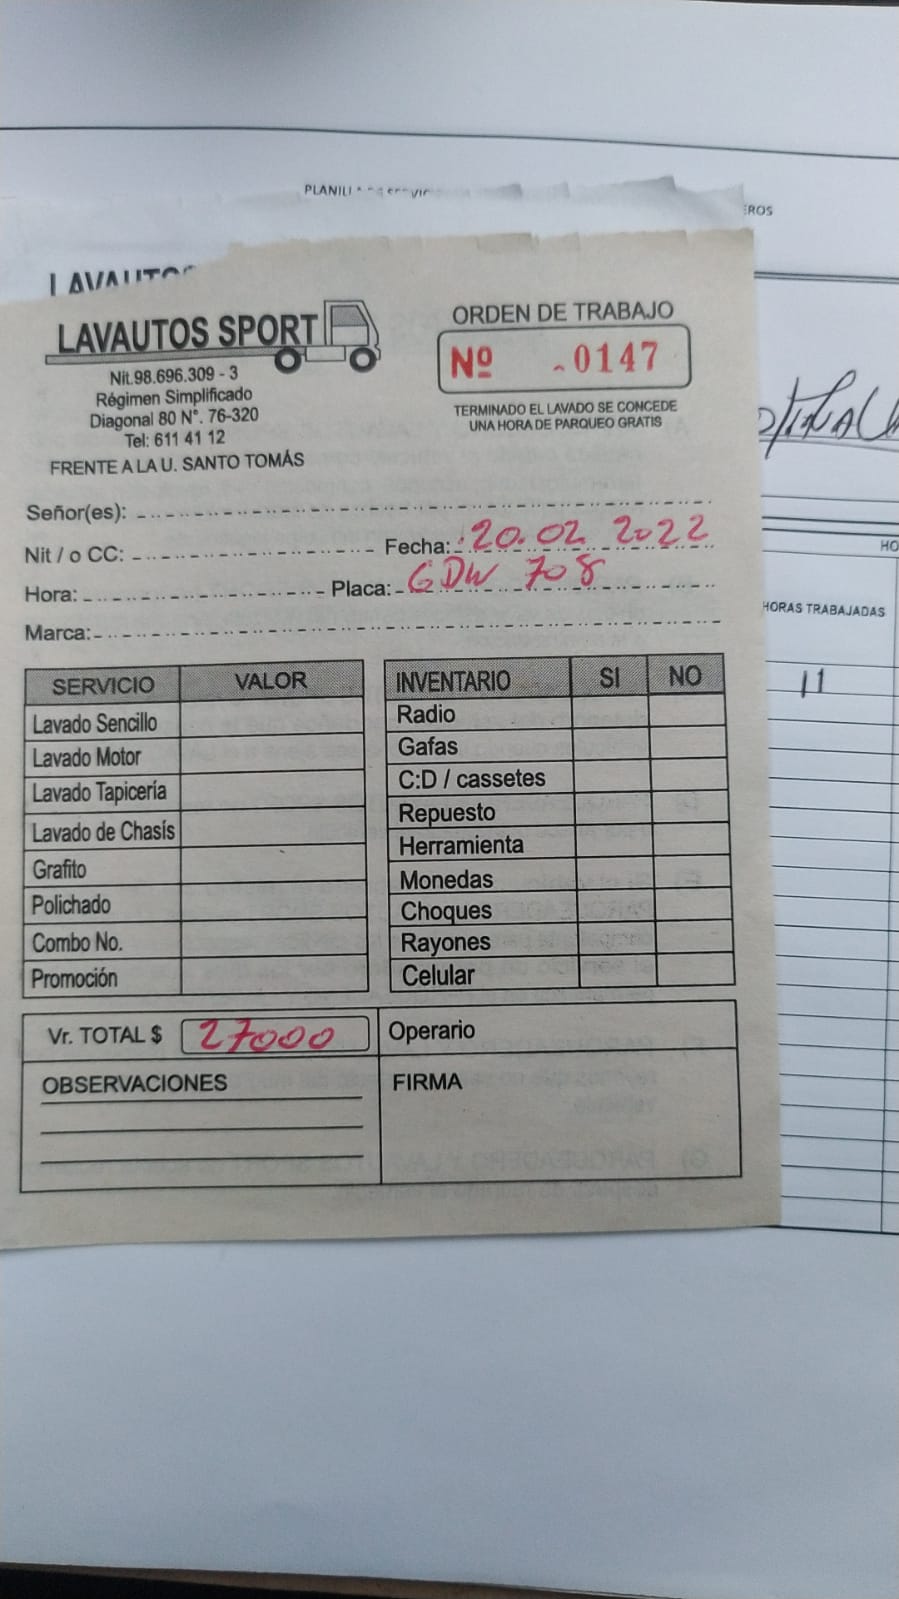 LAVAUTOS SPORT
Nit.98.696.309 - 3
Régimen Simplificado
Diagonal 80 Nº. 76-320
Tel: 611 41 12
FRENTE A LA U. SANTO TOMÁS
ORDEN DE TRABAJO
Nº 0147
TERMINADO EL LAVADO SE CONCEDE
UNA HORA DE PARQUEO GRATIS
Señor(es):
Nit / o CC: Fecha: 20.02 2022
Hora: Placa: GDW 708
Marca:
SERVICIO VALOR
Lavado Sencillo
Lavado Motor
Lavado Tapicería
Lavado de Chasís
Grafito
Polichado
Combo No.
Promoción
INVENTARIO SI NO
Radio
Gafas
C:D / cassetes
Repuesto
Herramienta
Monedas
Choques
Rayones
Celular
Vr. TOTAL $ 27000
Operario
OBSERVACIONES
FIRMA
HORAS TRABAJADAS
11